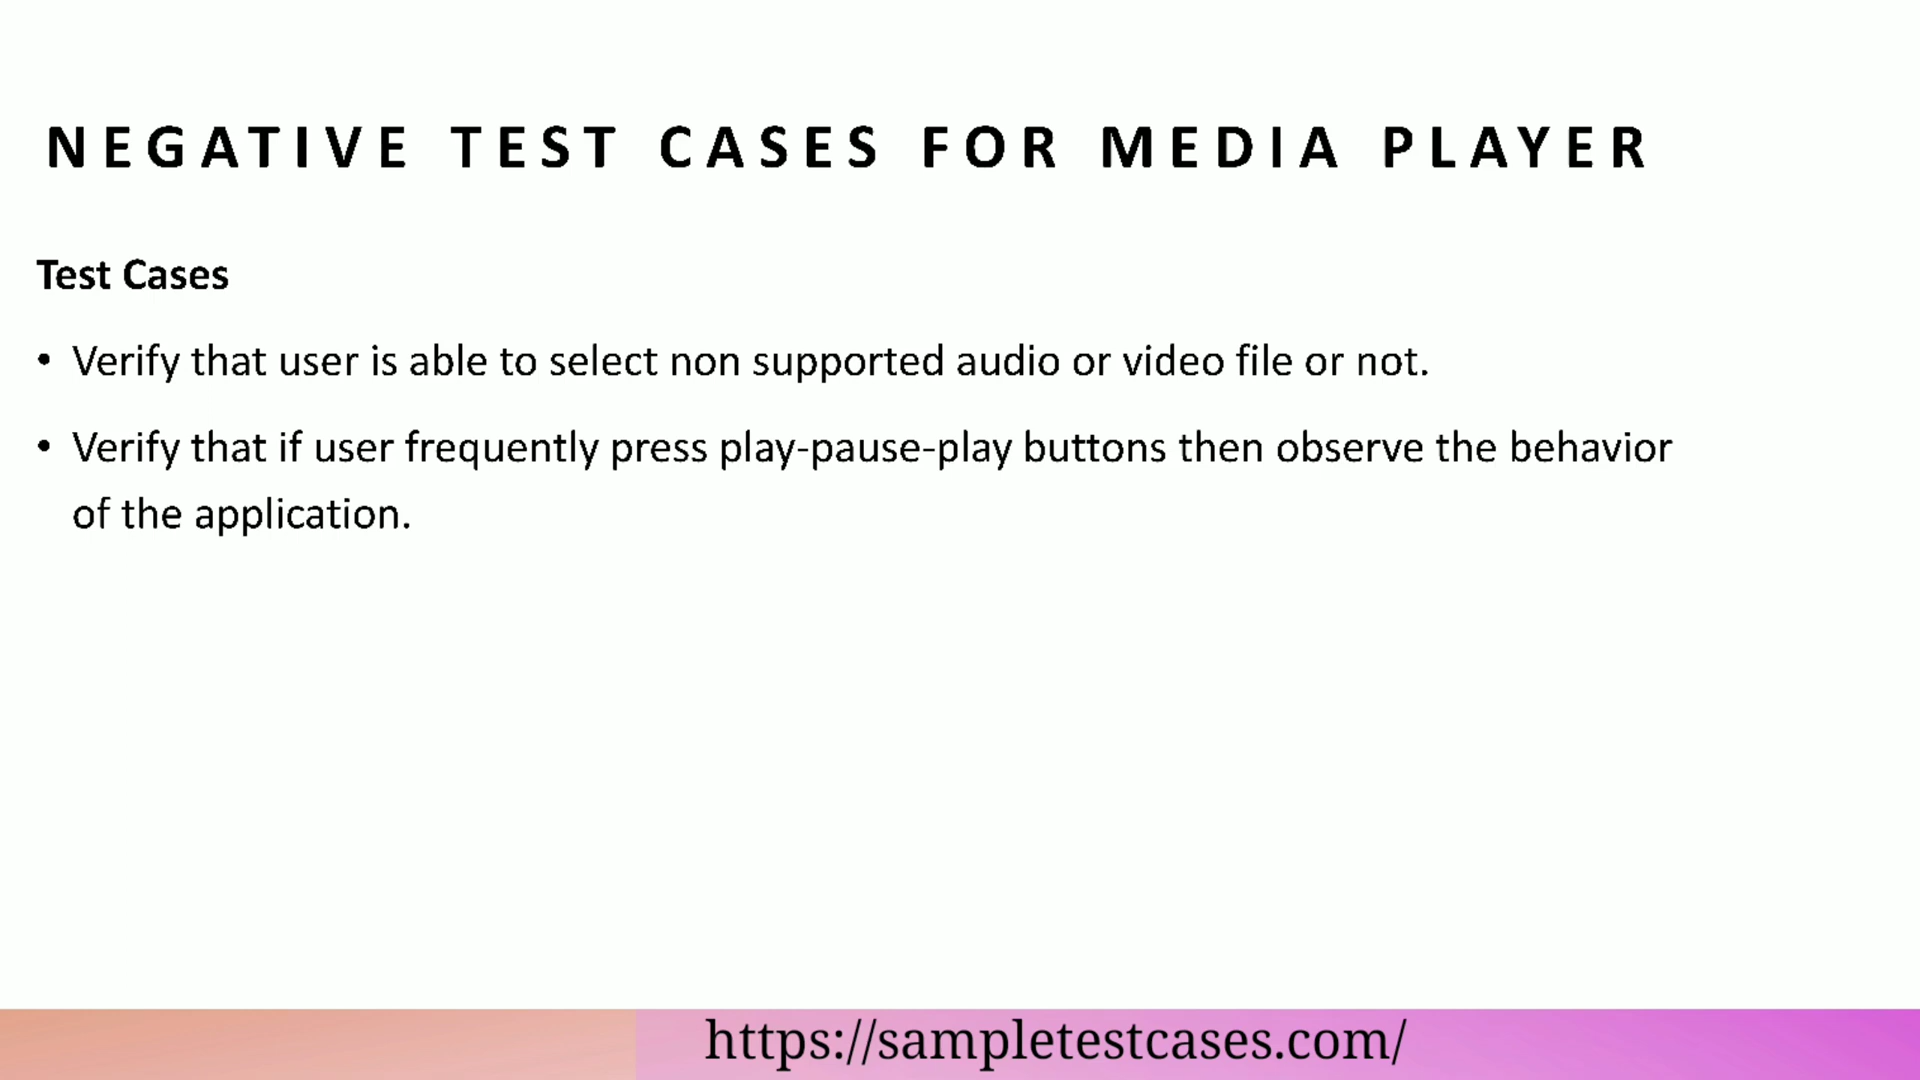 NEGATIVE TEST CASES FOR MEDIA PLAYER
Test Cases
• Verify that user is able to select non supported audio or video file or not.
• Verify that if user frequently press play-pause-play buttons then observe the behavior
of the application.
https://sampletestcases.com/